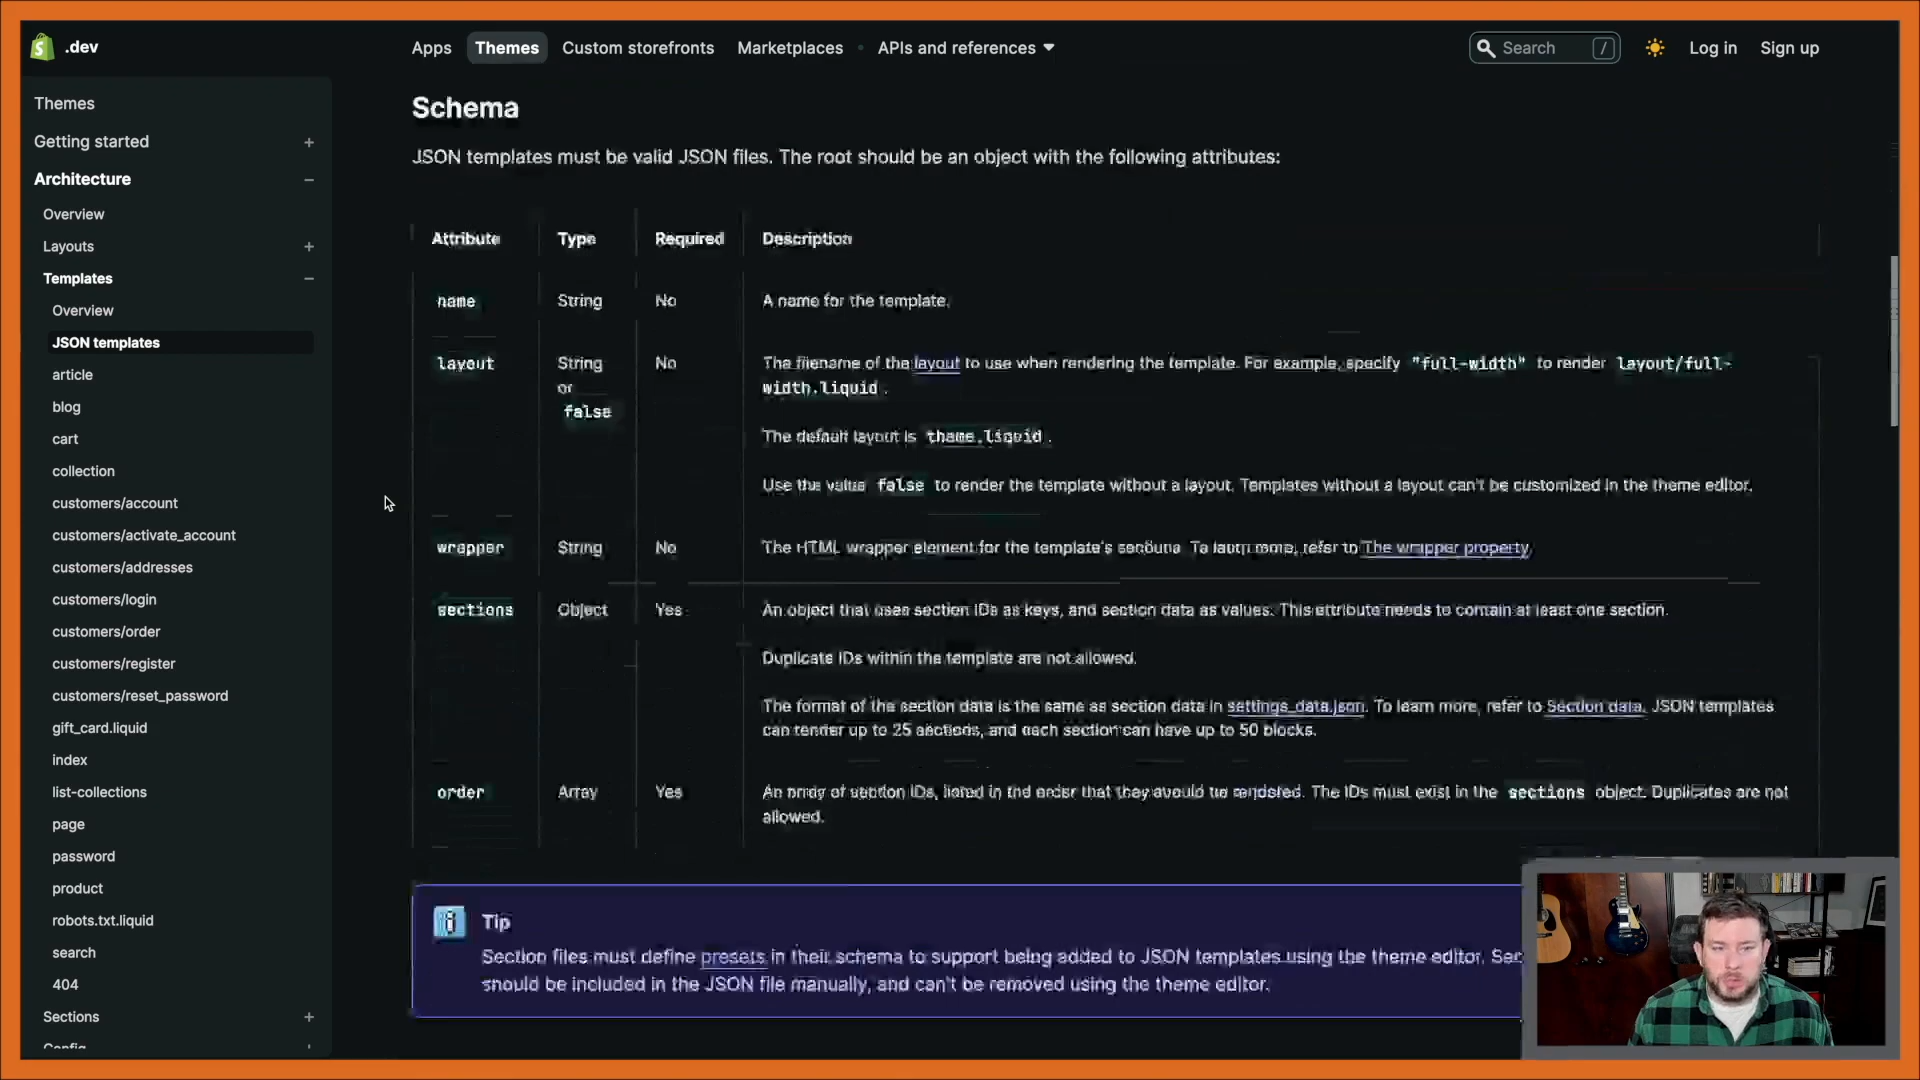 .dev
Apps
Themes
Custom storefronts
Marketplaces
APIs and references
Search
/
Log in
Sign up
Themes
Getting started
Architecture
Overview
Layouts
Templates
Overview
JSON templates
article
blog
cart
collection
customers/account
customers/activate_account
customers/addresses
customers/login
customers/order
customers/register
customers/reset_password
gift_card.liquid
index
list-collections
page
password
product
robots.txt.liquid
search
404
Sections
Config
Schema
JSON templates must be valid JSON files. The root should be an object with the following attributes:
Attribute Type Required Description
name String No A name for the template.
layout String No The filename of the layout to use when rendering the template. For example, specify "full-width" to render layout/full-
or width.liquid .
false
The default layout is theme.liquid .
Use the value false to render the template without a layout. Templates without a layout can't be customized in the theme editor.
wrapper String No The HTML wrapper element for the template's sections. To learn more, refer to The wrapper property.
sections Object Yes An object that uses section IDs as keys, and section data as values. This attribute needs to contain at least one section.
Duplicate IDs within the template are not allowed.
The format of the section data is the same as section data in settings_data.json. To learn more, refer to Section data. JSON templates
can render up to 25 sections, and each section can have up to 50 blocks.
order Array Yes An array of section IDs, listed in the order that they should be rendered. The IDs must exist in the sections object. Duplicates are not
allowed.
Tip
Section files must define presets in their schema to support being added to JSON templates using the theme editor. Sec
should be included in the JSON file manually, and can't be removed using the theme editor.